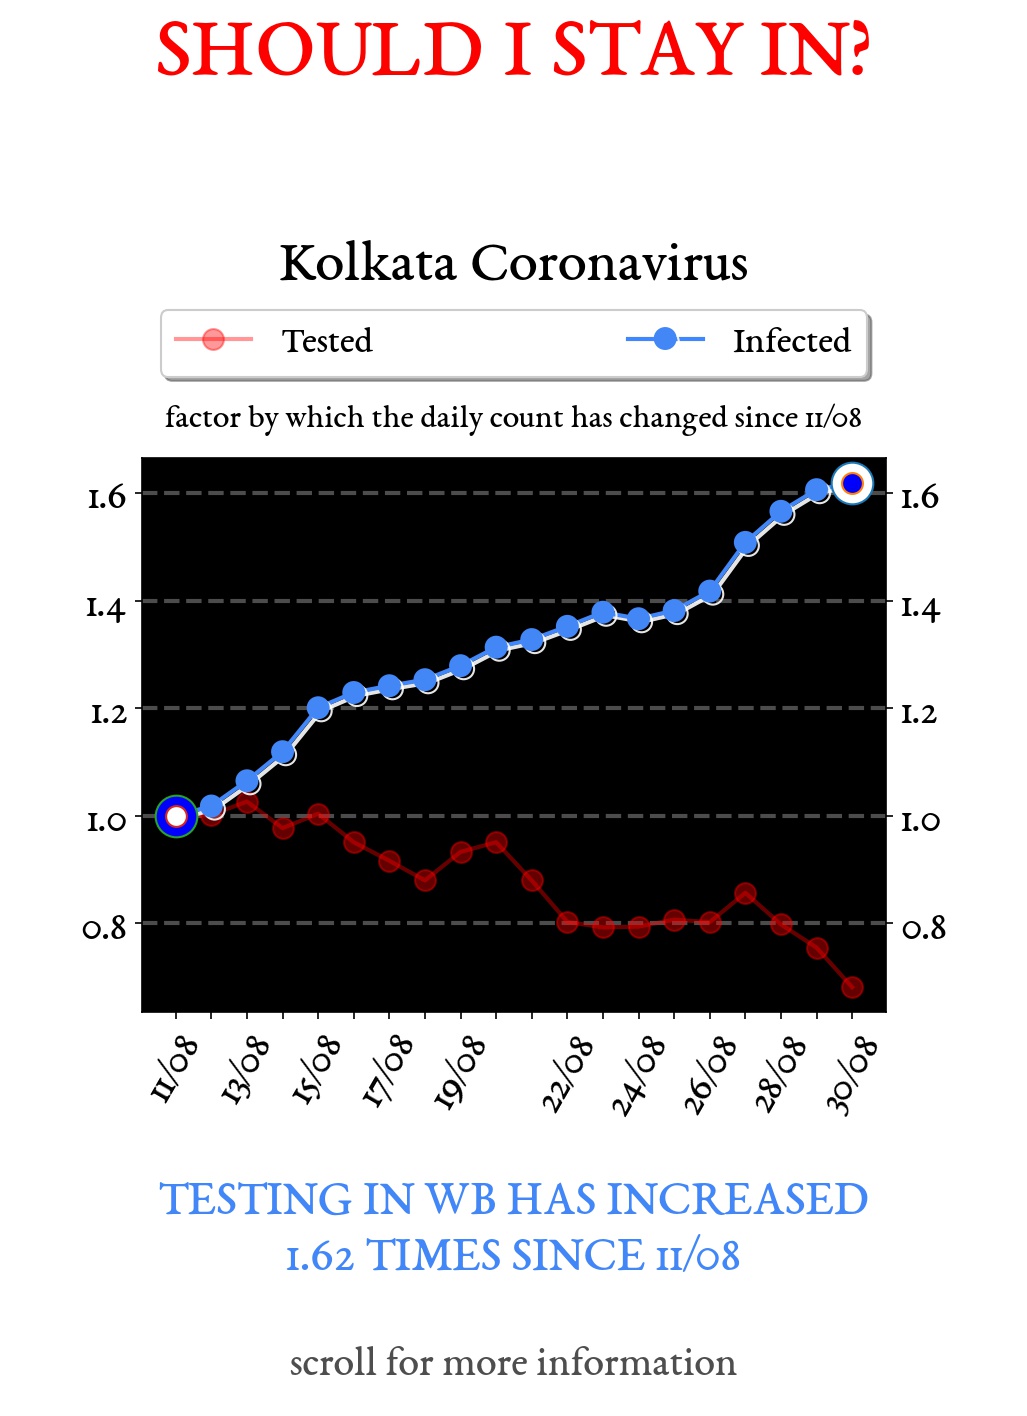 SHOULD I STAY IN?
Kolkata Coronavirus
Tested Infected
factor by which the daily count has changed since 11/08
1.6 1.6
1.4 1.4
1.2 1.2
1.0 1.0
0.8 0.8
11/08 13/08 15/08 17/08 19/08 22/08 24/08 26/08 28/08 30/08
TESTING IN WB HAS INCREASED
1.62 TIMES SINCE 11/08
scroll for more information